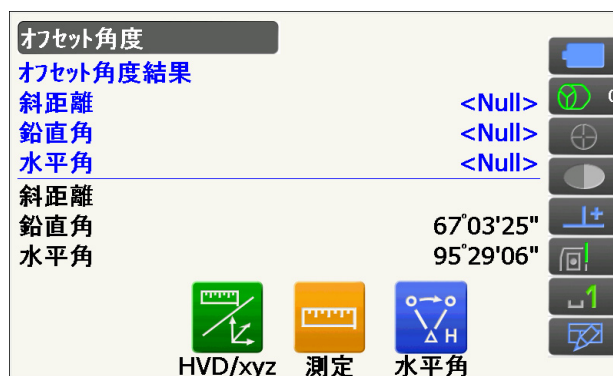 オフセット角度
オフセット角度結果
斜距離 <Null>
鉛直角 <Null>
水平角 <Null>
斜距離
鉛直角 67°03'25"
水平角 95°29'06"
HVD/xyz 測定 水平角